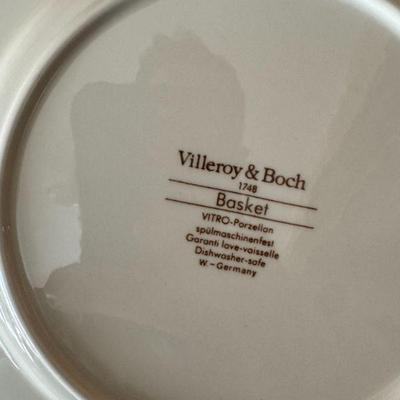 Villeroy & Boch
1748
Basket
VITRO-Porzellan
spülmaschinenfest
Garanti lave-vaisselle
Dishwasher-safe
W.-Germany